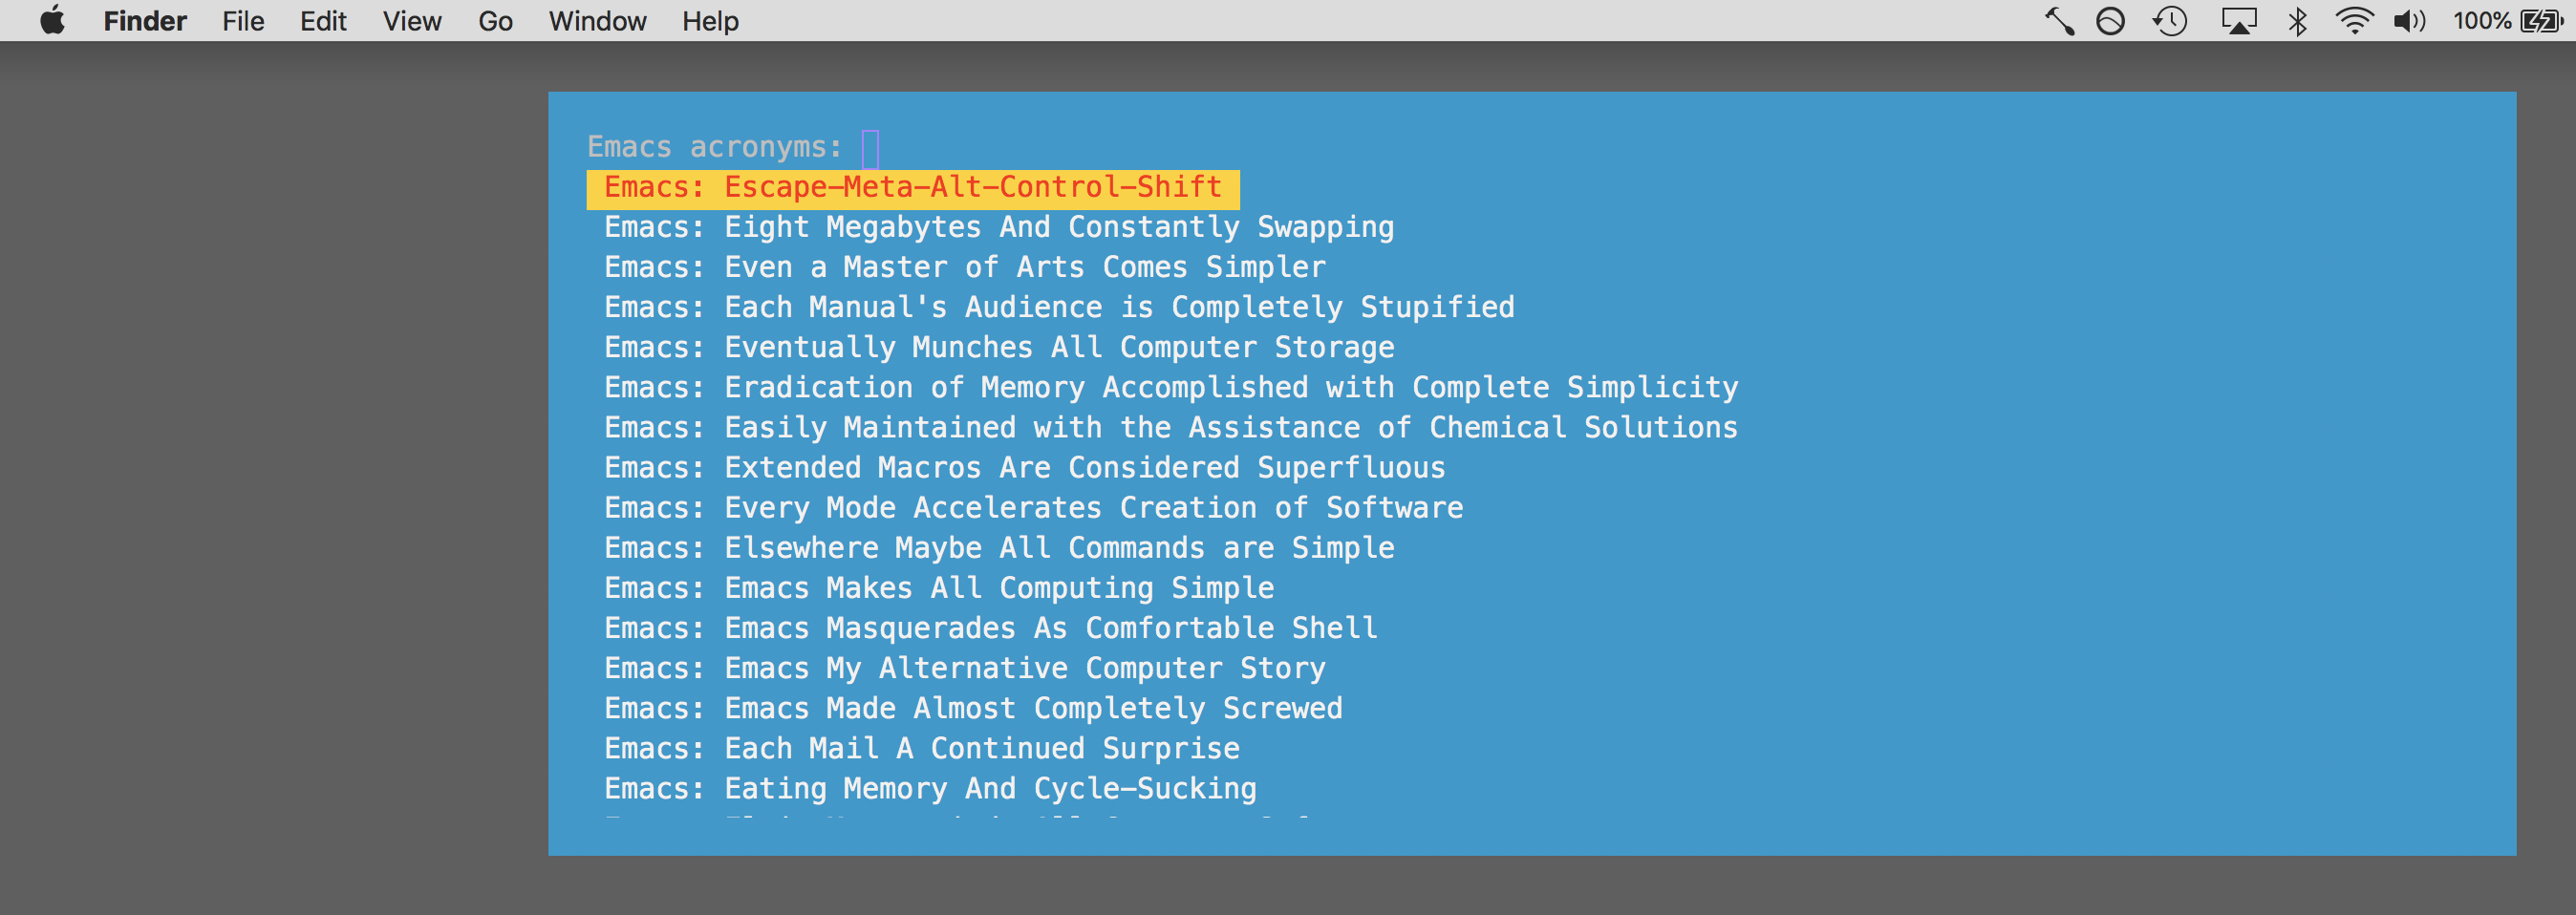 Finder File Edit View Go Window Help 100%
Emacs acronyms:
Emacs: Escape-Meta-Alt-Control-Shift
Emacs: Eight Megabytes And Constantly Swapping
Emacs: Even a Master of Arts Comes Simpler
Emacs: Each Manual's Audience is Completely Stupified
Emacs: Eventually Munches All Computer Storage
Emacs: Eradication of Memory Accomplished with Complete Simplicity
Emacs: Easily Maintained with the Assistance of Chemical Solutions
Emacs: Extended Macros Are Considered Superfluous
Emacs: Every Mode Accelerates Creation of Software
Emacs: Elsewhere Maybe All Commands are Simple
Emacs: Emacs Makes All Computing Simple
Emacs: Emacs Masquerades As Comfortable Shell
Emacs: Emacs My Alternative Computer Story
Emacs: Emacs Made Almost Completely Screwed
Emacs: Each Mail A Continued Surprise
Emacs: Eating Memory And Cycle-Sucking